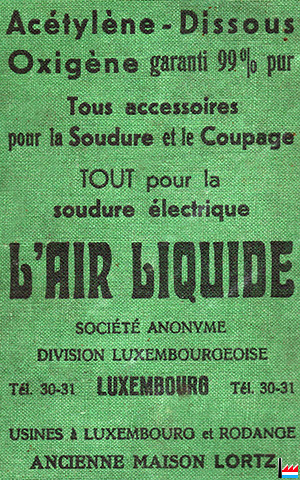 Acétylène - Dissous
Oxigène garanti 99% pur
Tous accessoires
pour la Soudure et le Coupage
TOUT pour la
soudure électrique
L'AIR LIQUIDE
SOCIÉTÉ ANONYME
DIVISION LUXEMBOURGEOISE
Tél. 30-31 LUXEMBOURG Tél. 30-31
USINES à LUXEMBOURG et RODANGE
ANCIENNE MAISON LORTZ